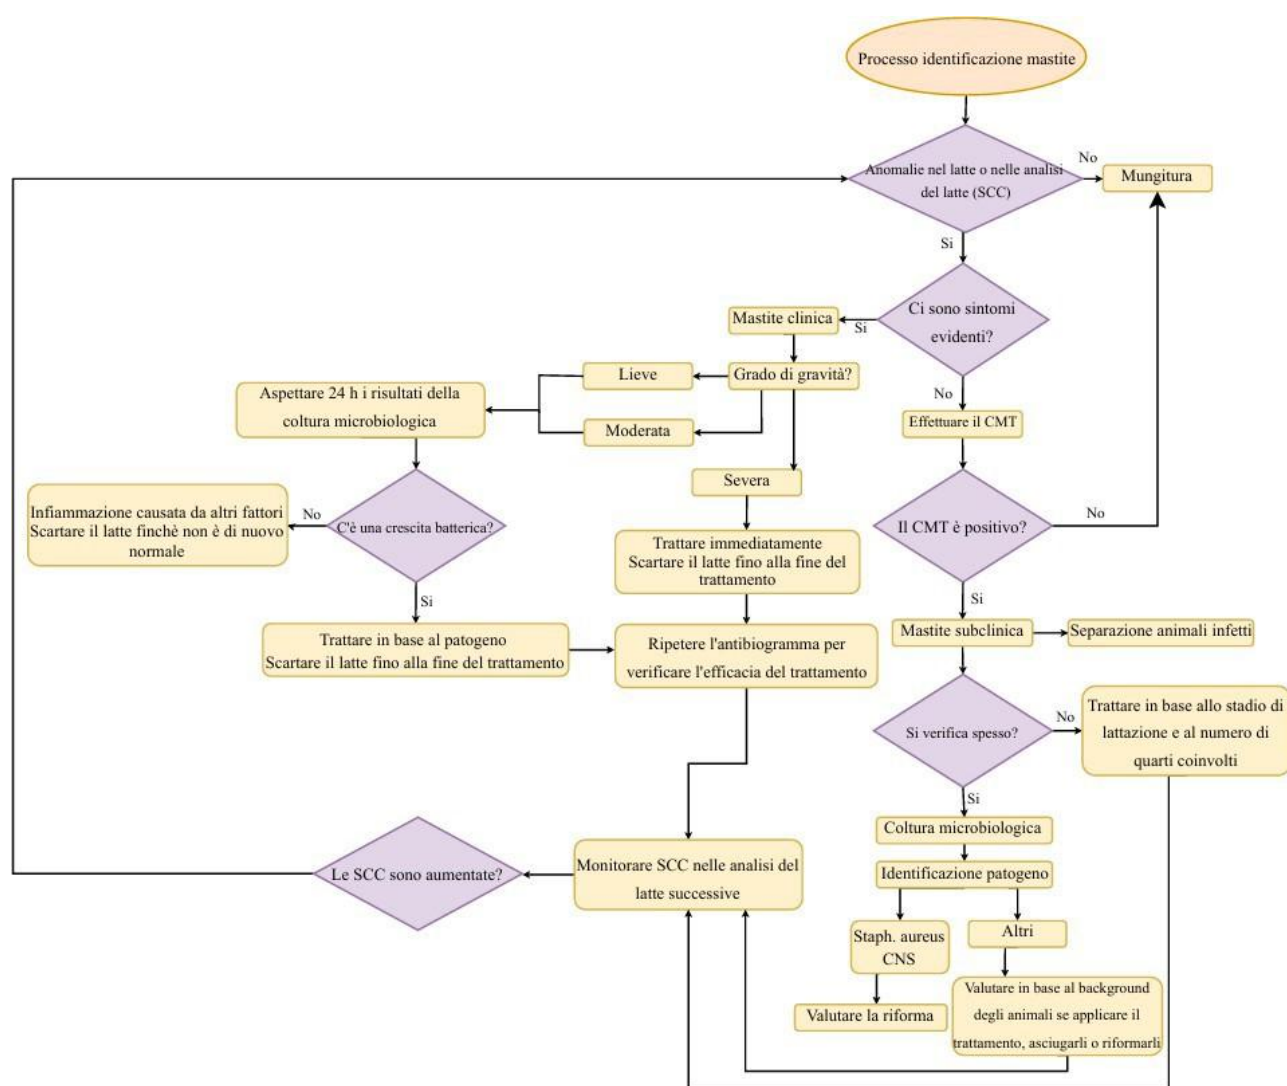 Processo identificazione mastite
Anomalie nel latte o nelle analisi
del latte (SCC)
No
Mungitura
Si
Ci sono sintomi
evidenti?
Si
Mastite clinica
Grado di gravità?
Lieve
Moderata
Aspettare 24 h i risultati della
coltura microbiologica
No
Effettuare il CMT
Severa
Infiammazione causata da altri fattori
Scartare il latte finchè non è di nuovo
normale
No
C'è una crescita batterica?
Il CMT è positivo?
No
Trattare immediatamente
Scartare il latte fino alla fine del
trattamento
Si
Si
Trattare in base al patogeno
Scartare il latte fino alla fine del trattamento
Ripetere l'antibiogramma per
verificare l'efficacia del trattamento
Mastite subclinica
Separazione animali infetti
Si verifica spesso?
No
Trattare in base allo stadio di
lattazione e al numero di
quarti coinvolti
Si
Coltura microbiologica
Le SCC sono aumentate?
Monitorare SCC nelle analisi del
latte successive
Identificazione patogeno
Staph. aureus
CNS
Altri
Valutare la riforma
Valutare in base al background
degli animali se applicare il
trattamento, asciugarli o riformarli